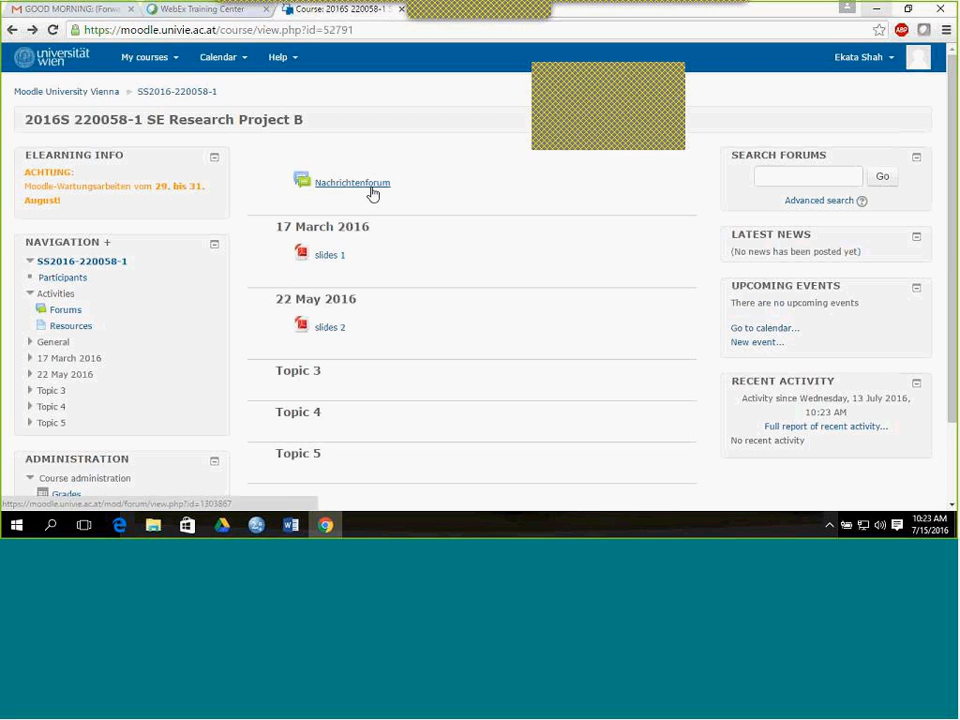 GOOD MORNING: (Forw
WebEx Training Center
Course: 2016S 220058-1
https://moodle.univie.ac.at/course/view.php?id=52791
ABP
universität
wien
My courses
Calendar
Help
Ekata Shah
Moodle University Vienna
SS2016-220058-1
2016S 220058-1 SE Research Project B
ELEARNING INFO
ACHTUNG:
Moodle-Wartungsarbeiten vom 29. bis 31.
August!
NAVIGATION +
SS2016-220058-1
Participants
Activities
Forums
Resources
General
17 March 2016
22 May 2016
Topic 3
Topic 4
Topic 5
ADMINISTRATION
Course administration
Grades
Nachrichtenforum
17 March 2016
slides 1
22 May 2016
slides 2
Topic 3
Topic 4
Topic 5
SEARCH FORUMS
Go
Advanced search
LATEST NEWS
(No news has been posted yet)
UPCOMING EVENTS
There are no upcoming events
Go to calendar...
New event...
RECENT ACTIVITY
Activity since Wednesday, 13 July 2016,
10:23 AM
Full report of recent activity...
No recent activity
https://moodle.univie.ac.at/mod/forum/view.php?id=1303867
10:23 AM
7/15/2016